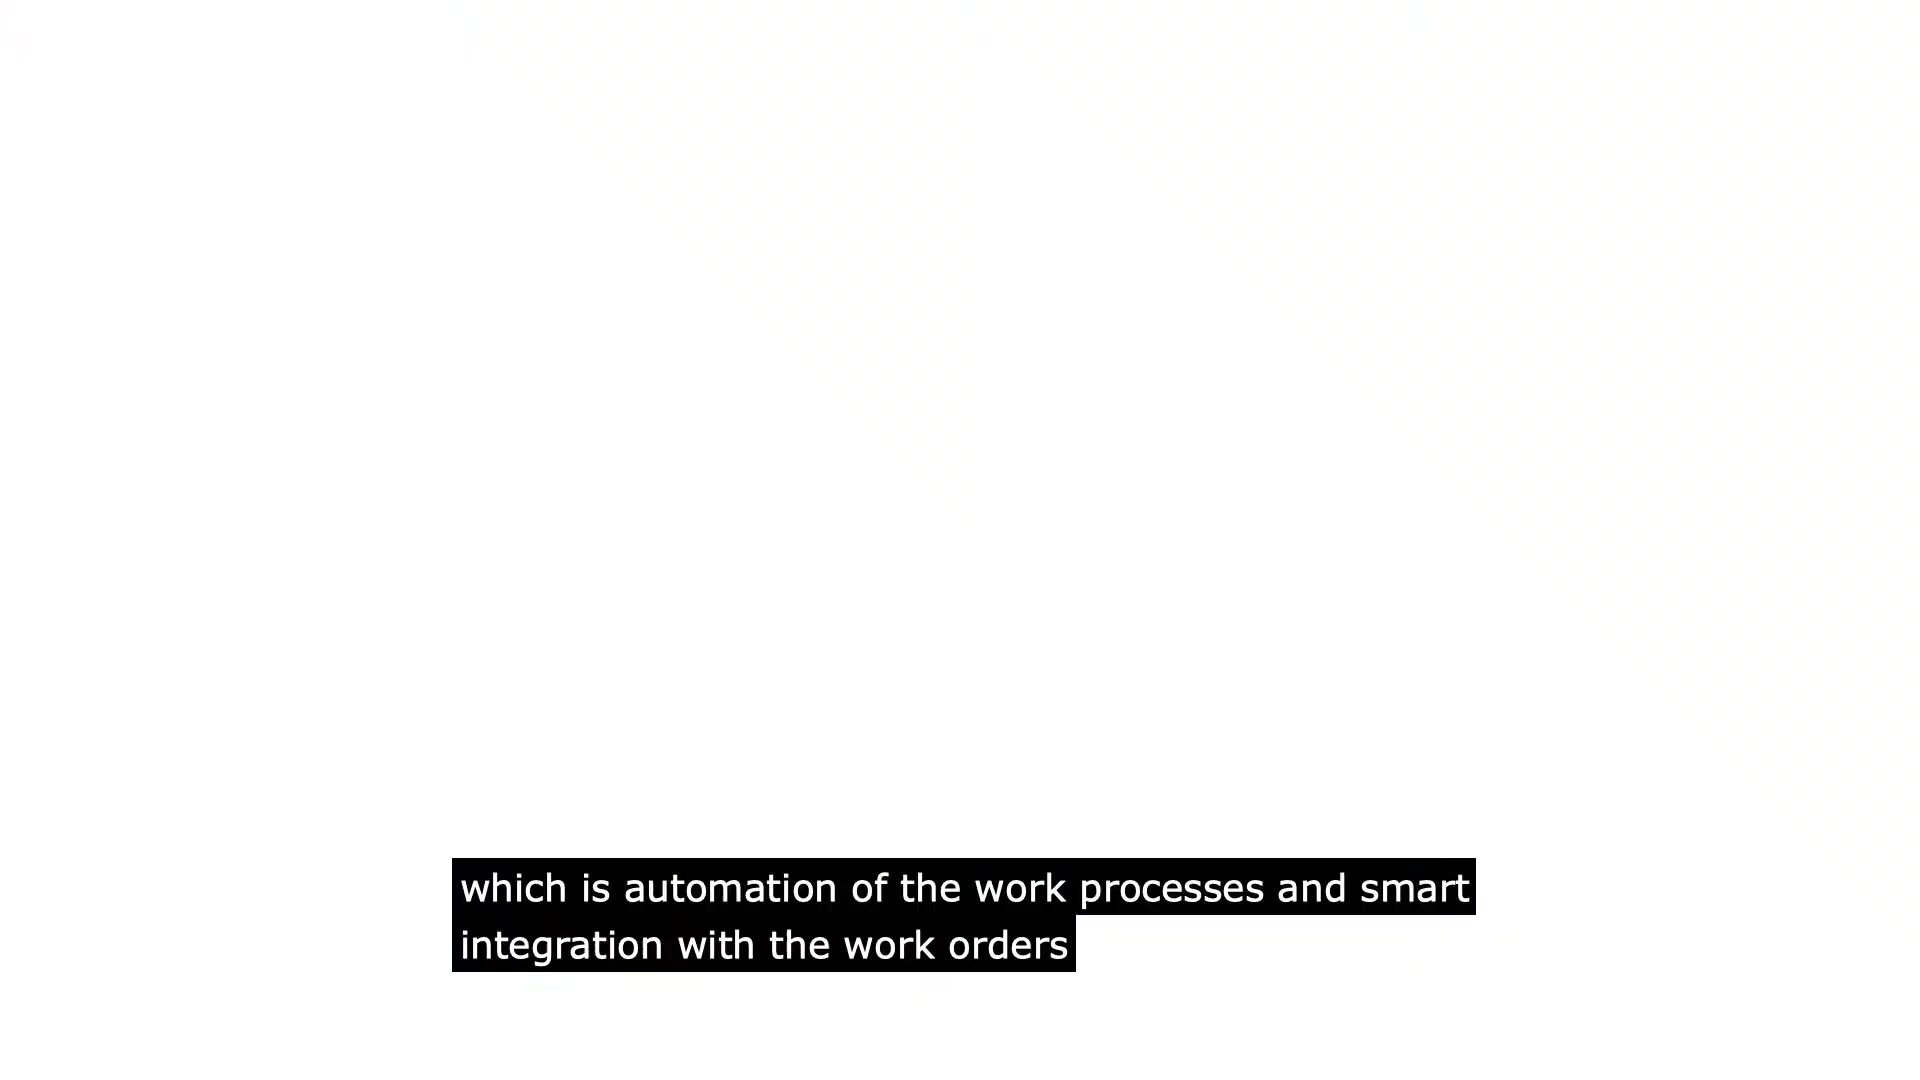 which is automation of the work processes and smart
integration with the work orders